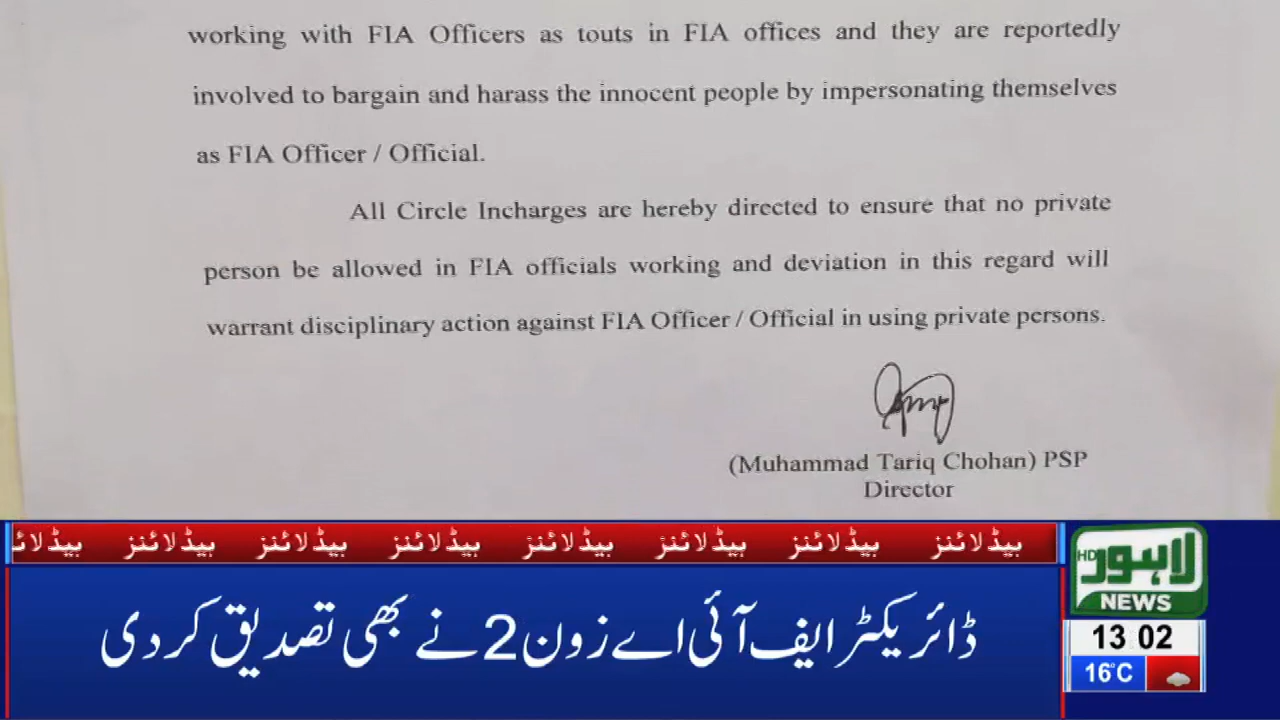 working with FIA Officers as touts in FIA offices and they are reportedly
involved to bargain and harass the innocent people by impersonating themselves
as FIA Officer / Official.
All Circle Incharges are hereby directed to ensure that no private
person be allowed in FIA officials working and deviation in this regard will
warrant disciplinary action against FIA Officer / Official in using private persons.
(Muhammad Tariq Chohan) PSP
Director
ہیڈلائنز ہیڈلائنز ہیڈلائنز ہیڈلائنز ہیڈلائنز ہیڈلائنز ہیڈلائنز ہیڈلائنز
ڈائریکٹر ایف آئی اے زون 2 نے بھی تصدیق کر دی
لاہور HD
NEWS
13 02
16°C